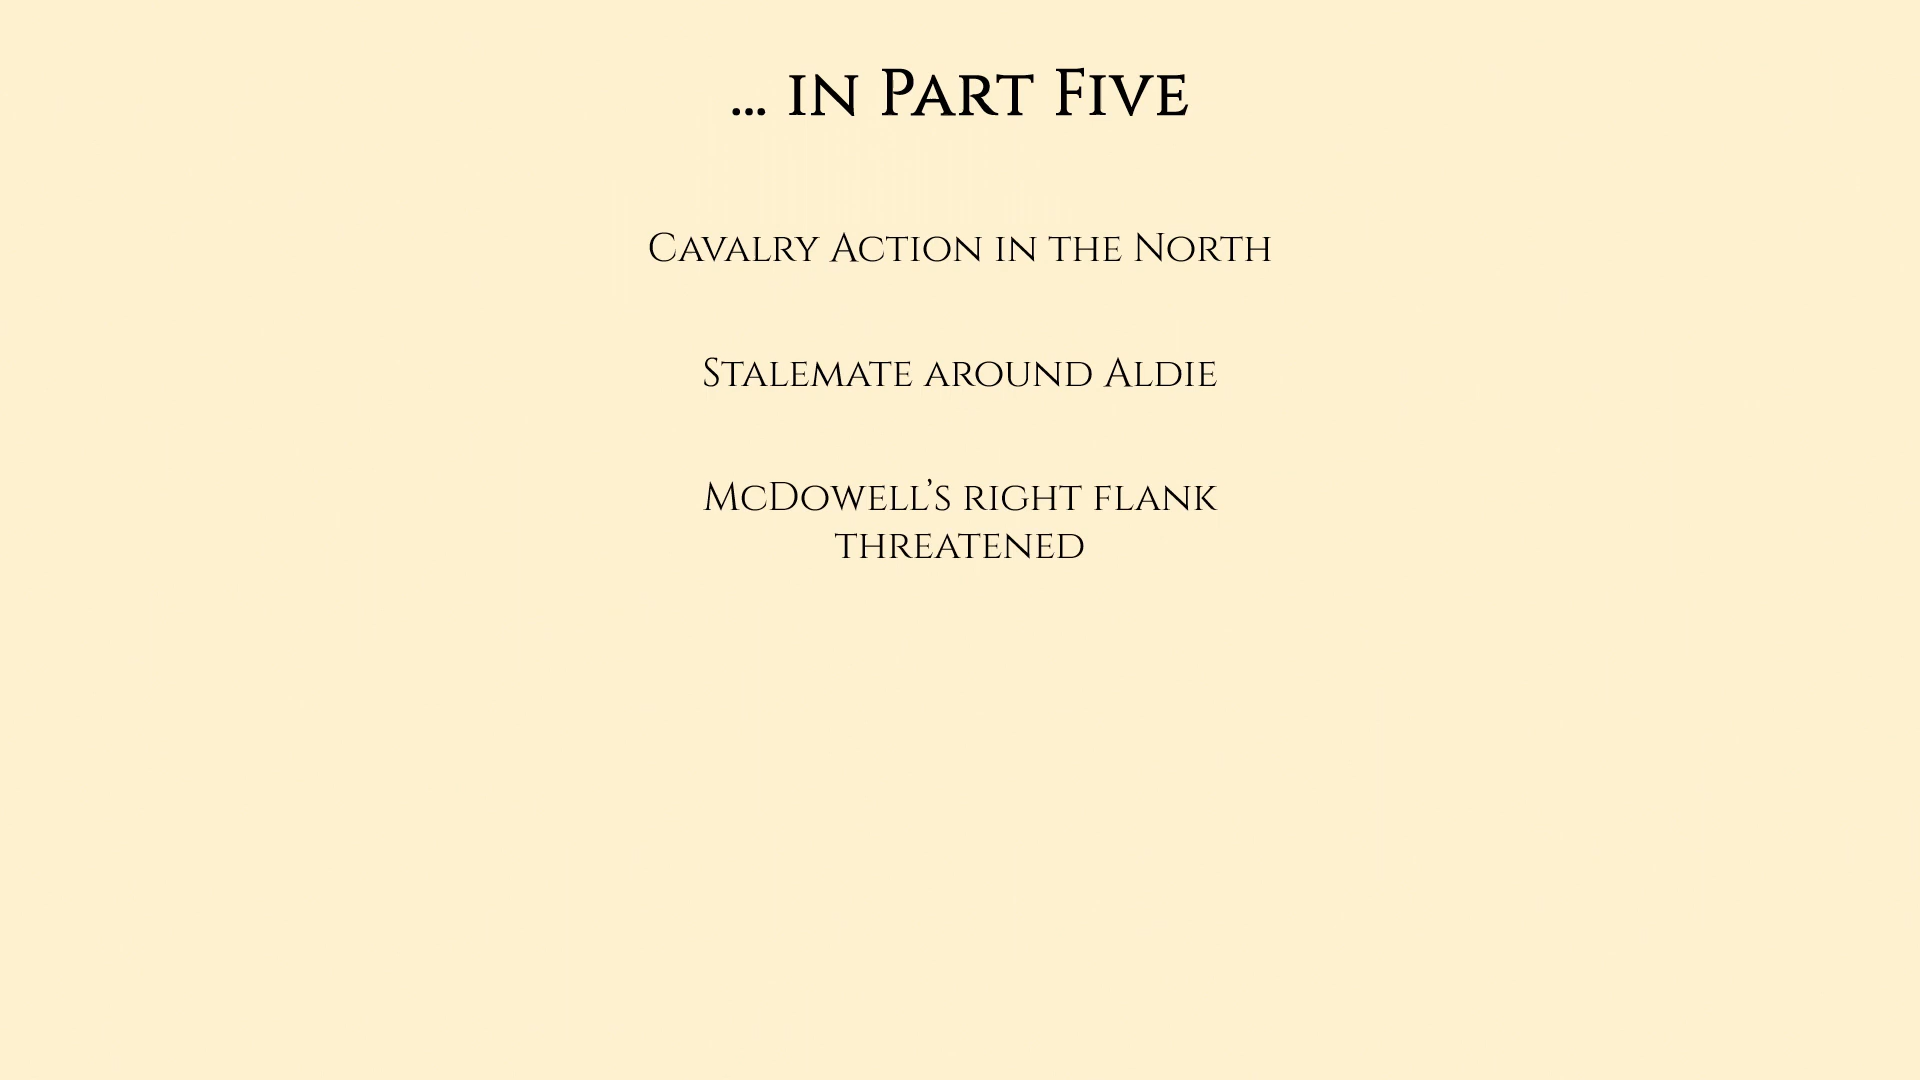 ... in Part Five
Cavalry Action in the North
Stalemate around Aldie
McDowell’s right flank
threatened